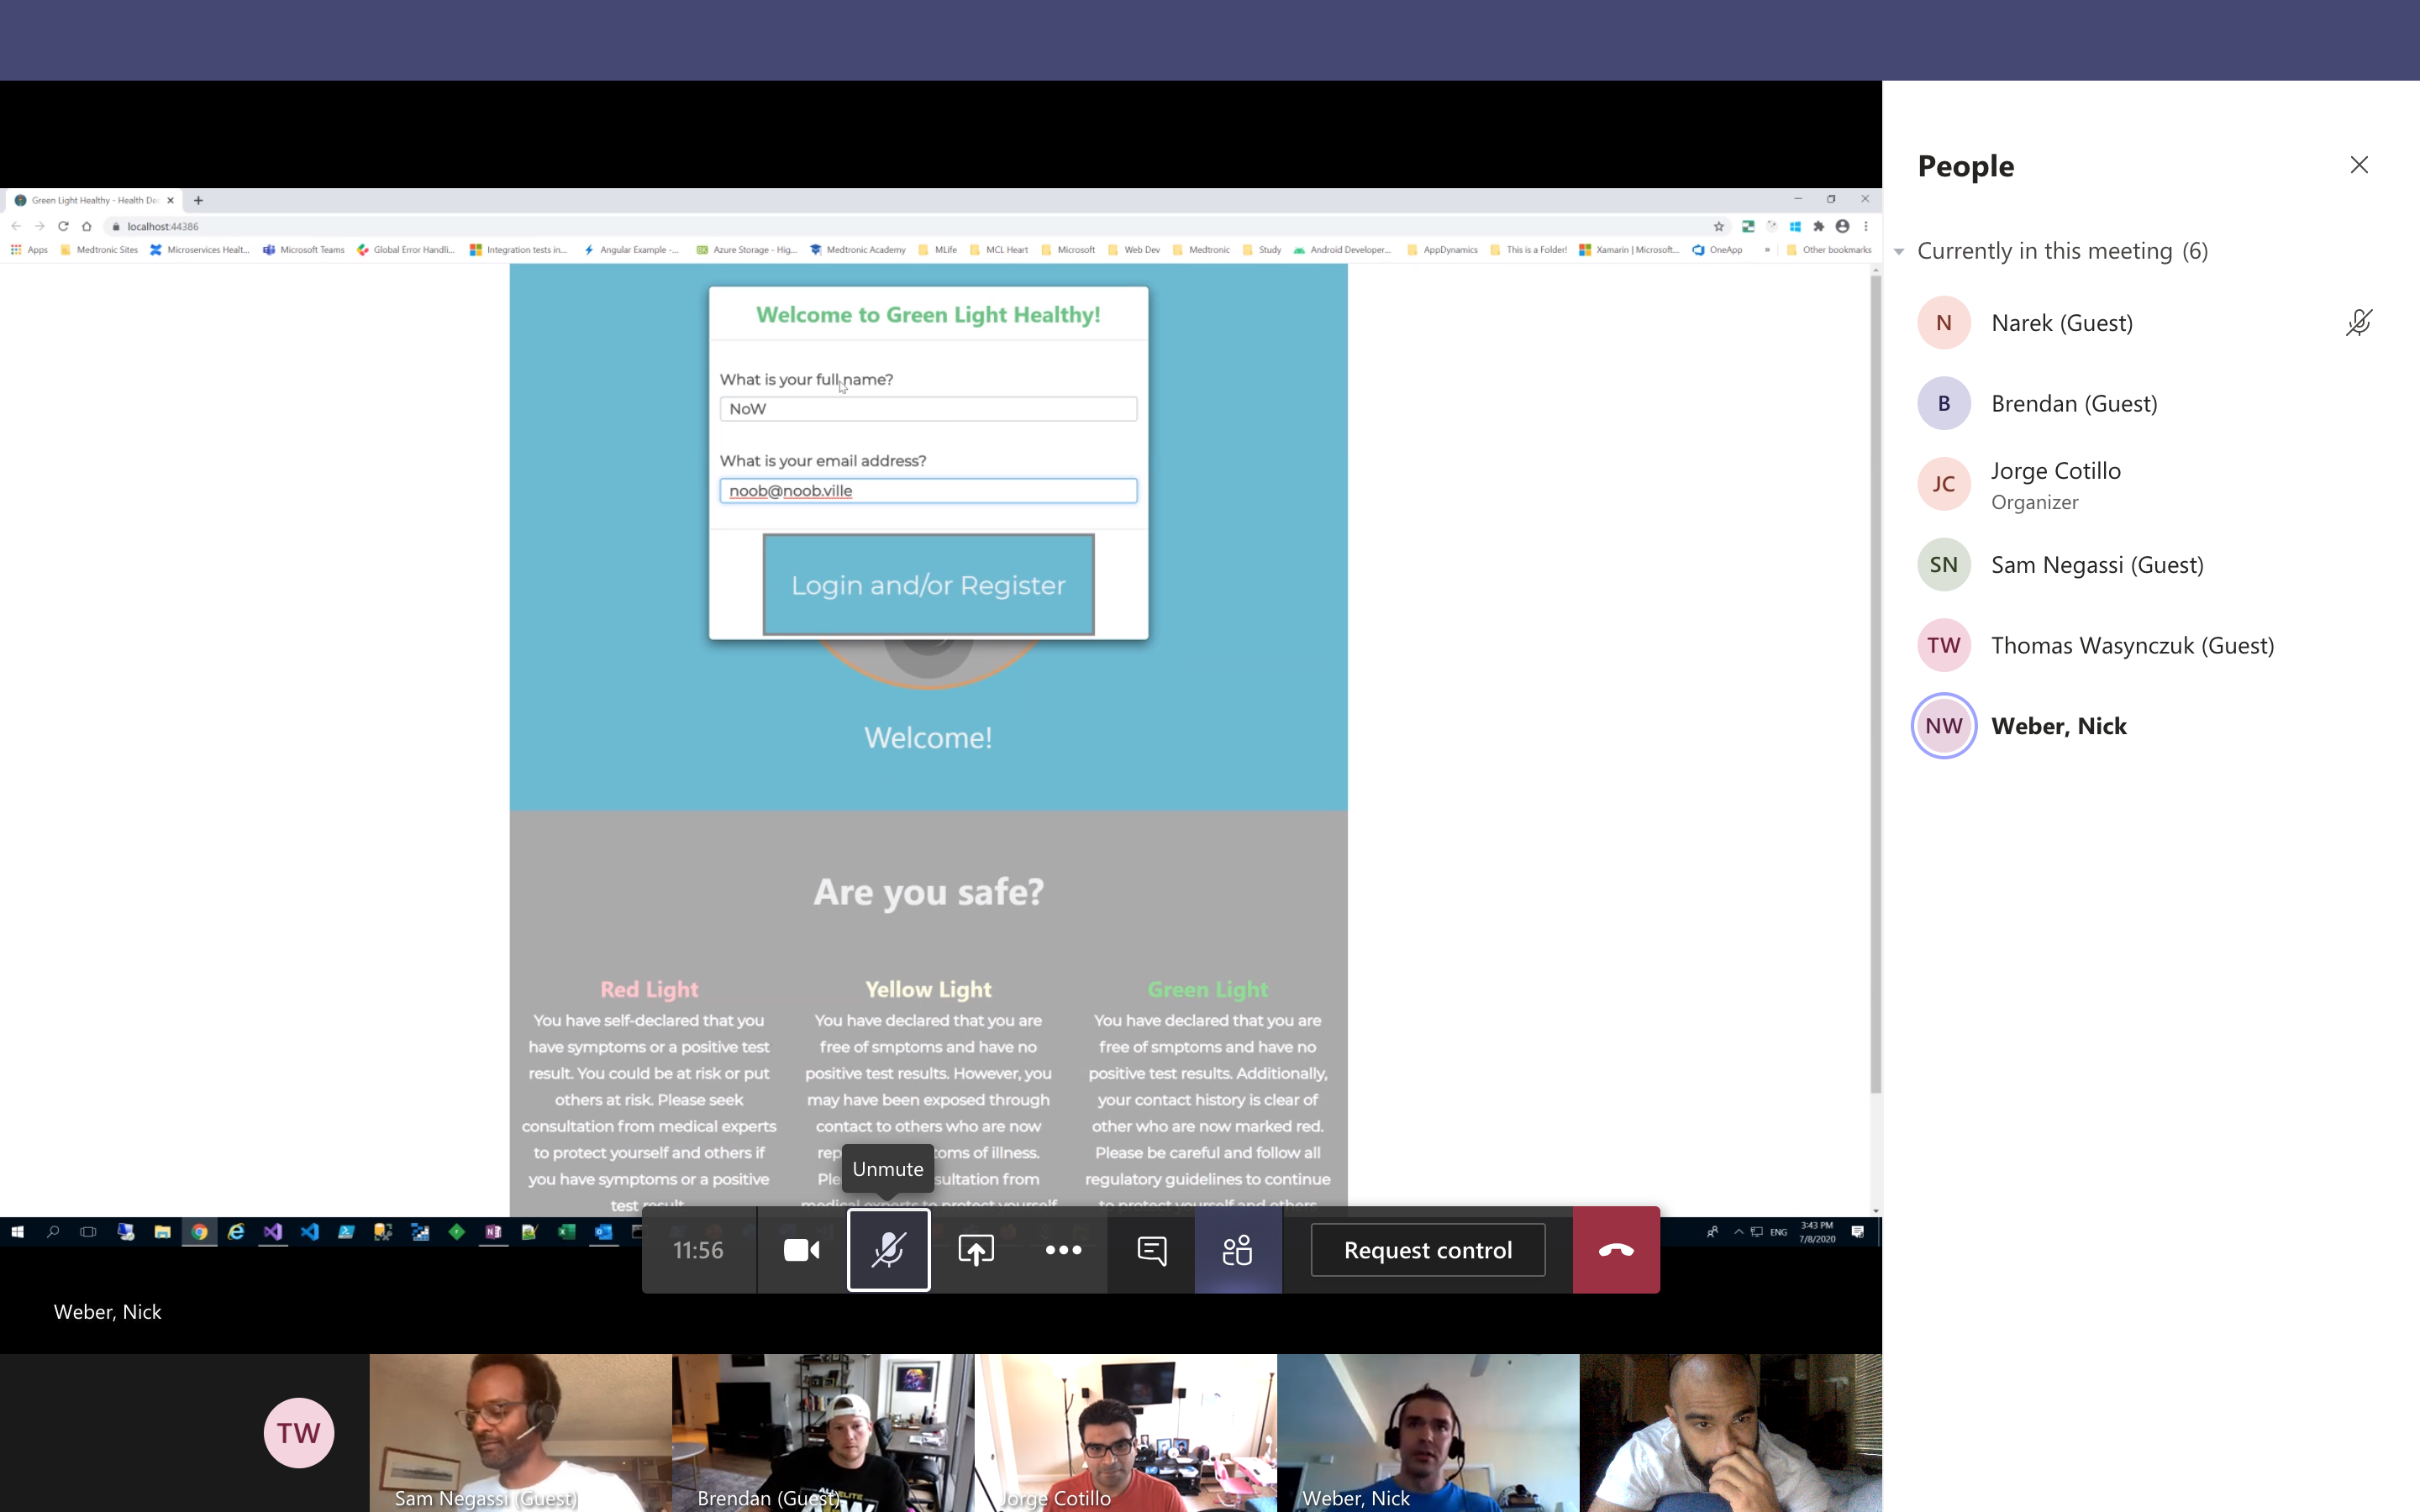 Green Light Healthy - Health De
localhost:44386
Apps
Medtronic Sites
Microservices Healt...
Microsoft Teams
Global Error Handli...
Integration tests in...
Angular Example -...
Azure Storage - Hig...
Medtronic Academy
MLife
MCL Heart
Microsoft
Web Dev
Medtronic
Study
Android Developer...
AppDynamics
This is a Folder!
Xamarin | Microsoft...
OneApp
Other bookmarks
Welcome to Green Light Healthy!
What is your full name?
NoW
What is your email address?
noob@noob.ville
Login and/or Register
Welcome!
Are you safe?
Red Light
You have self-declared that you
have symptoms or a positive test
result. You could be at risk or put
others at risk. Please seek
consultation from medical experts
to protect yourself and others if
you have symptoms or a positive
test result
Yellow Light
You have declared that you are
free of smptoms and have no
positive test results. However, you
may have been exposed through
contact to others who are now
rep toms of illness.
Ple sultation from
medical experts to protect yourself
Green Light
You have declared that you are
free of smptoms and have no
positive test results. Additionally,
your contact history is clear of
other who are now marked red.
Please be careful and follow all
regulatory guidelines to continue
to protect yourself and others
Unmute
11:56
Request control
ENG
3:43 PM
7/8/2020
Weber, Nick
TW
Sam Negassi (Guest)
Brendan (Guest)
Jorge Cotillo
Weber, Nick
People
Currently in this meeting (6)
N
Narek (Guest)
B
Brendan (Guest)
JC
Jorge Cotillo
Organizer
SN
Sam Negassi (Guest)
TW
Thomas Wasynczuk (Guest)
NW
Weber, Nick